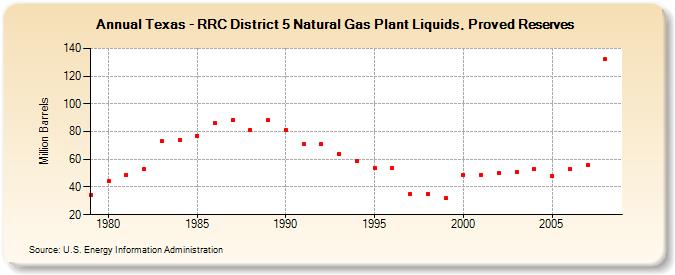 Annual Texas - RRC District 5 Natural Gas Plant Liquids, Proved Reserves
Million Barrels
140
120
100
80
60
40
20
1980 1985 1990 1995 2000 2005
Source: U.S. Energy Information Administration